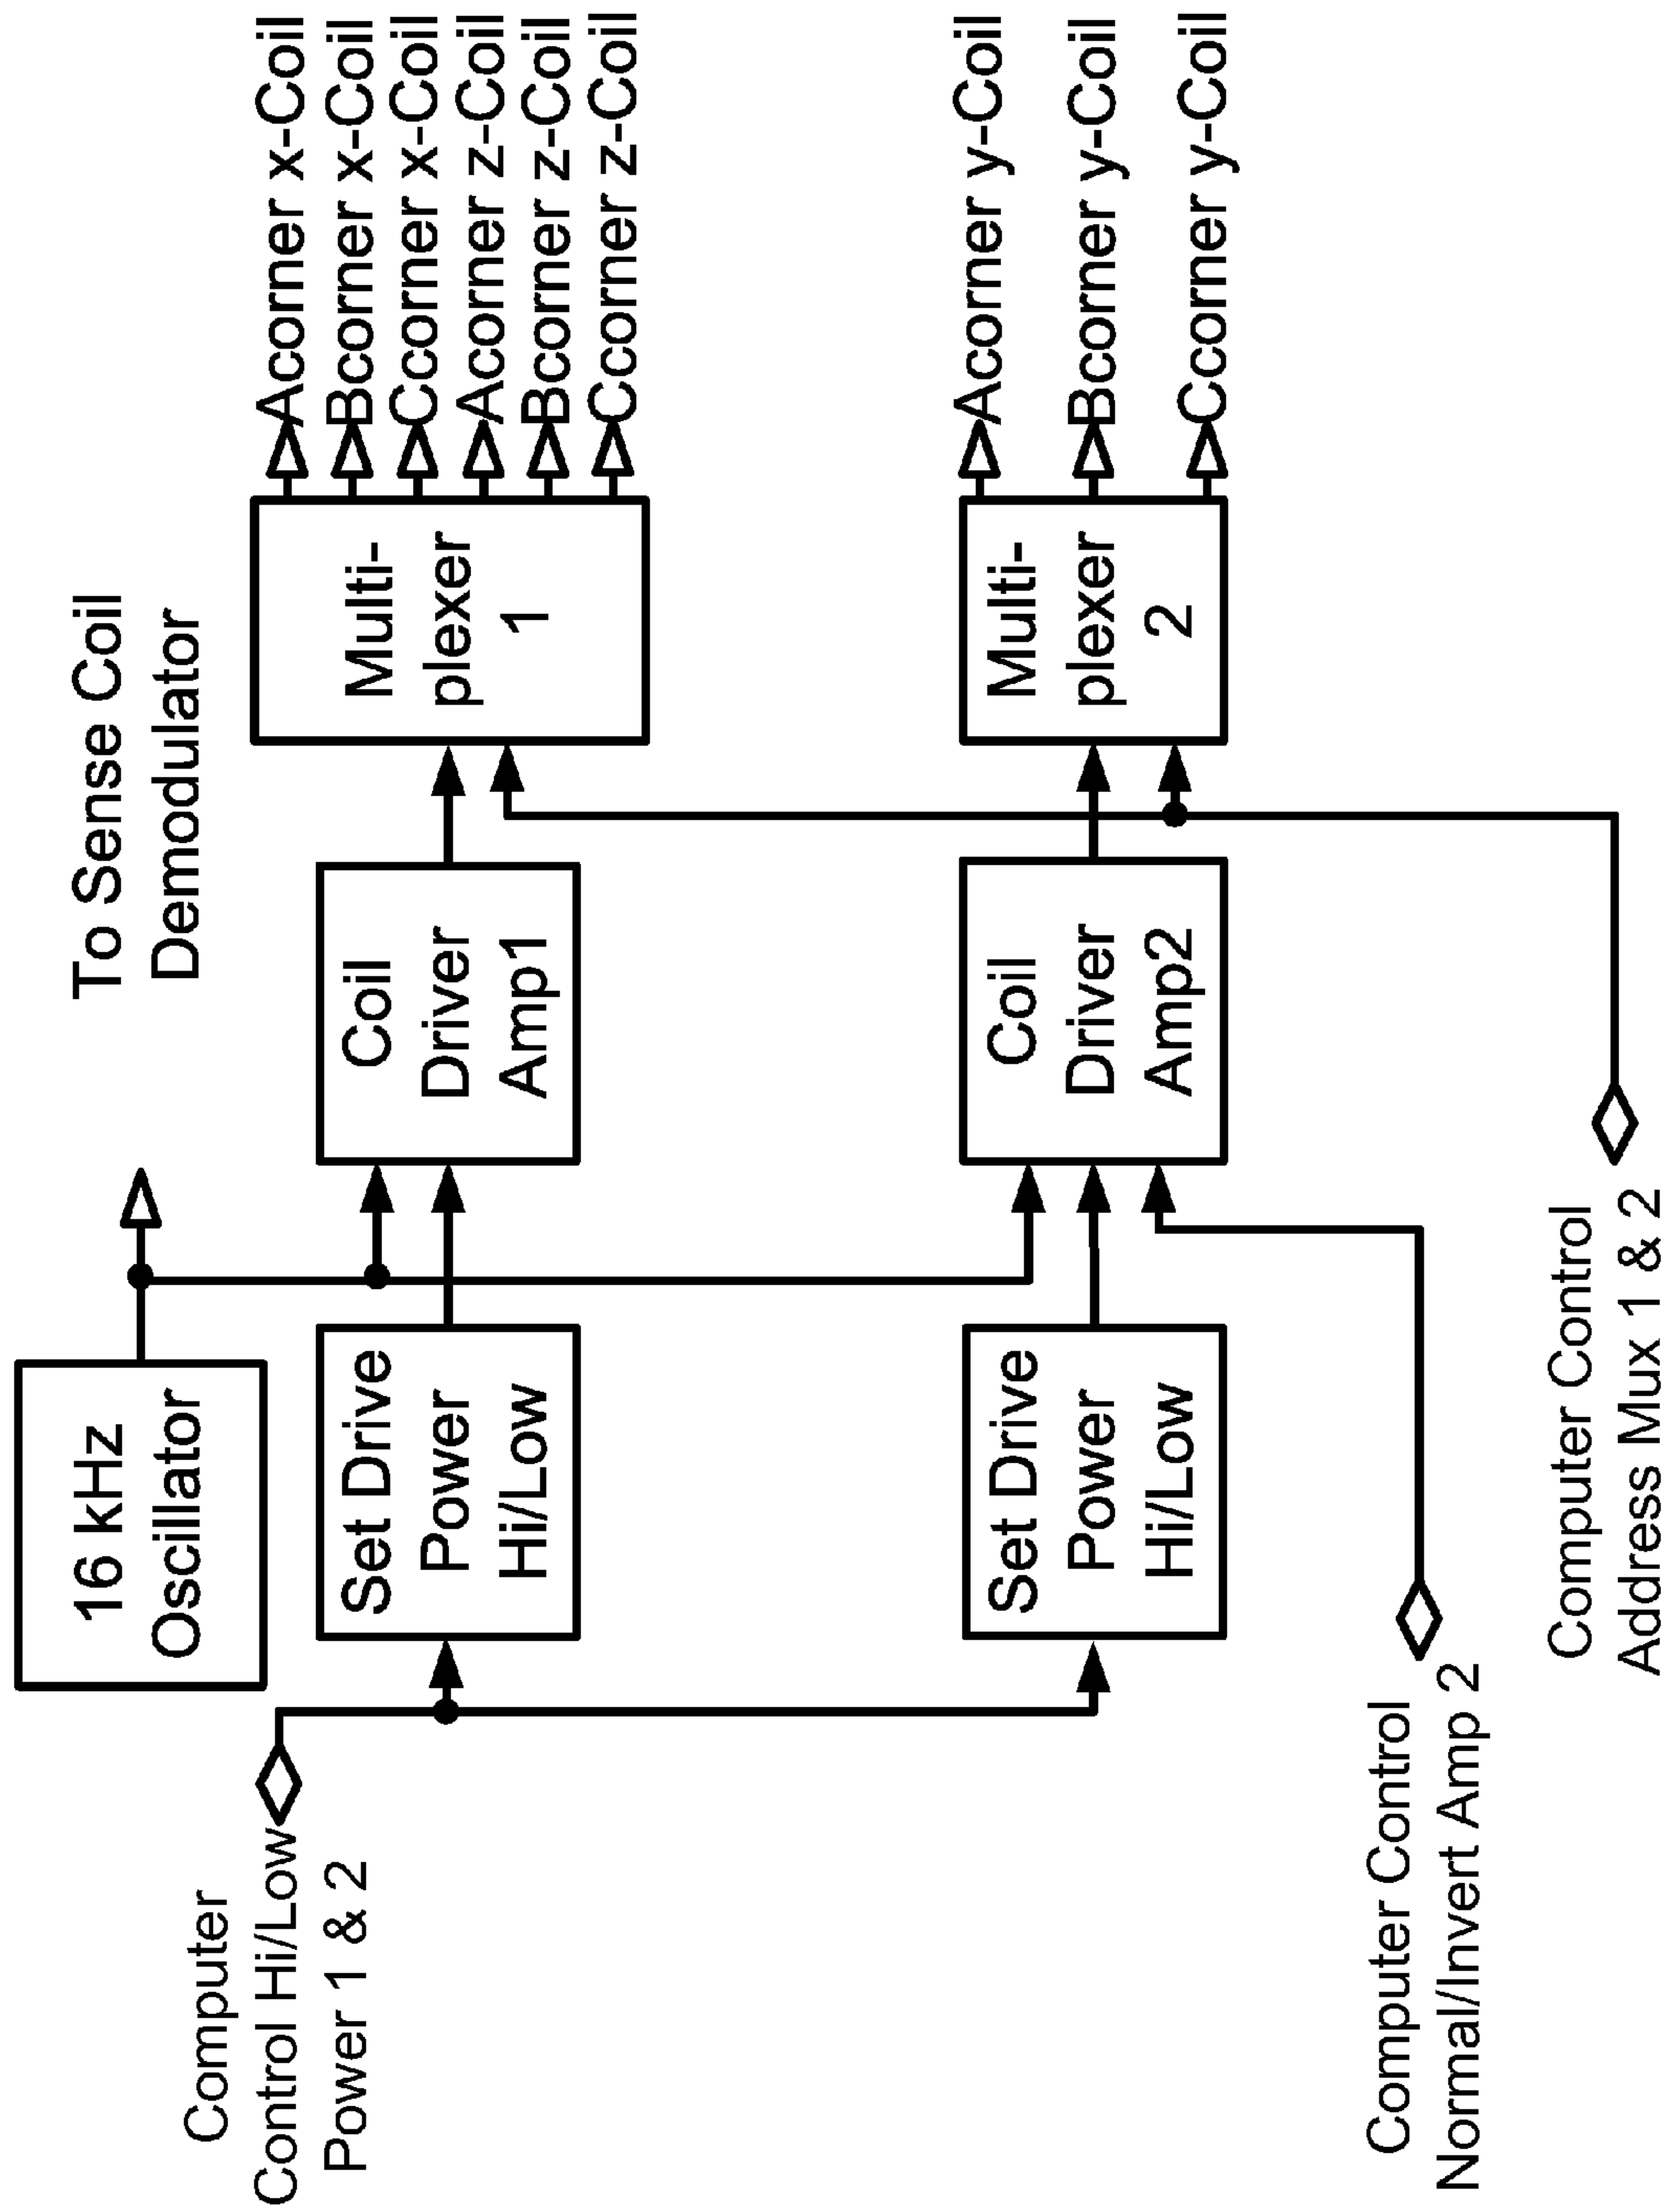 To Sense Coil
Demodulator
16 kHz
Oscillator
Computer
Control Hi/Low
Power 1 & 2
Set Drive
Power
Hi/Low
Coil
Driver
Amp1
Multi-
plexer
1
Acorner x-Coil
Bcorner x-Coil
Ccorner x-Coil
Acorner z-Coil
Bcorner z-Coil
Ccorner z-Coil
Set Drive
Power
Hi/Low
Coil
Driver
Amp2
Multi-
plexer
2
Acorner y-Coil
Bcorner y-Coil
Ccorner y-Coil
Computer Control
Normal/Invert Amp 2
Computer Control
Address Mux 1 & 2